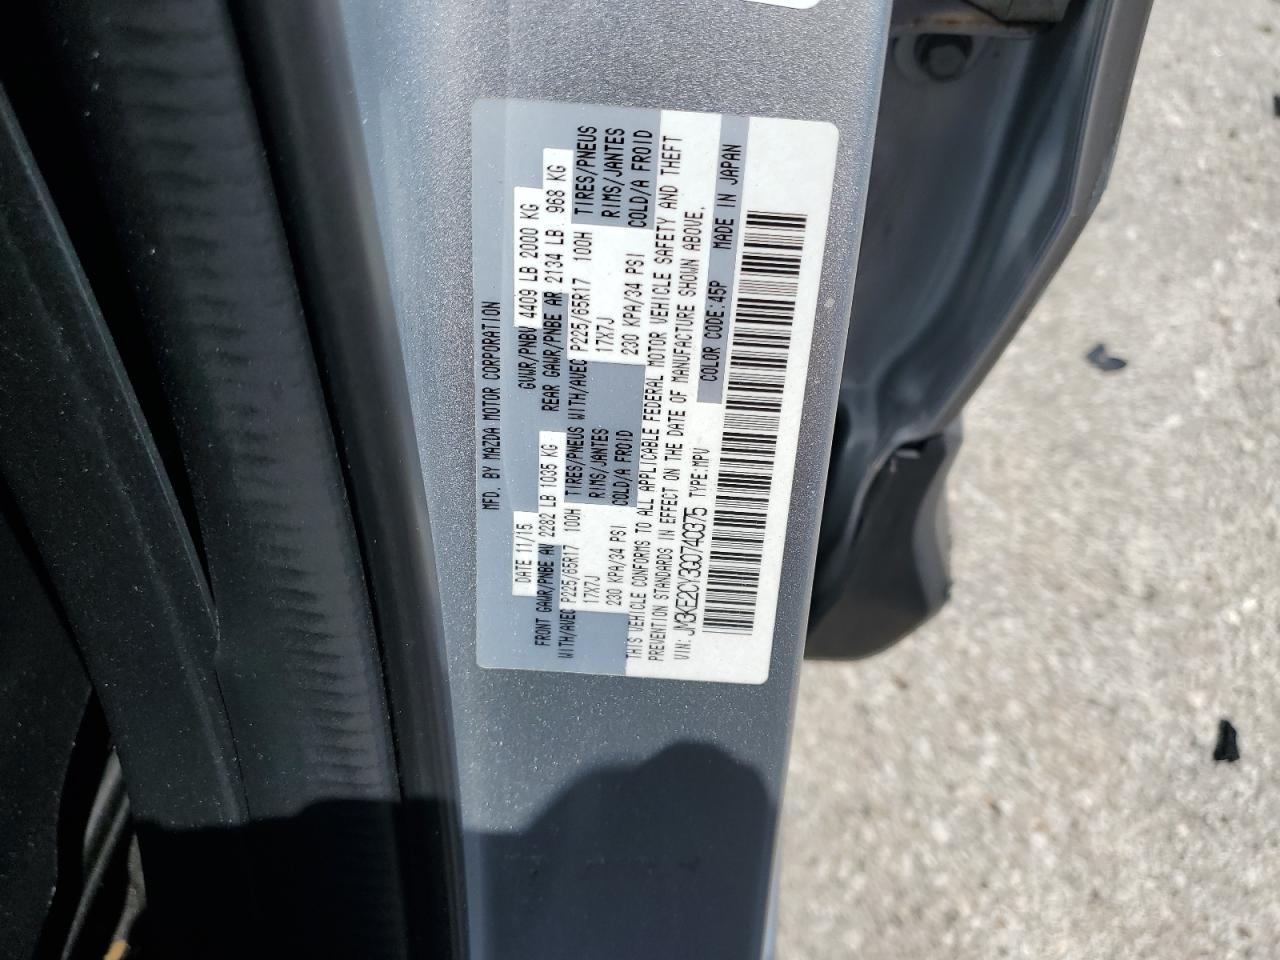 MFD. BY MAZDA MOTOR CORPORATION
DATE 11/15 GVWR/PNBV 4409 LB 2000 KG
FRONT GAWR/PNBE AV 2282 LB 1035 KG REAR GAWR/PNBE AR 2134 LB 968 KG
WITH/AVEC P225/65R17 100H TIRES/PNEUS WITH/AVEC P225/65R17 100H TIRES/PNEUS
17X7J RIMS/JANTES 17X7J RIMS/JANTES
230 KPA/34 PSI COLD/A FROID 230 KPA/34 PSI COLD/A FROID
THIS VEHICLE CONFORMS TO ALL APPLICABLE FEDERAL MOTOR VEHICLE SAFETY AND THEFT
PREVENTION STANDARDS IN EFFECT ON THE DATE OF MANUFACTURE SHOWN ABOVE.
VIN: JM3KE2CY3G0740375 TYPE:MPV COLOR CODE:45P MADE IN JAPAN